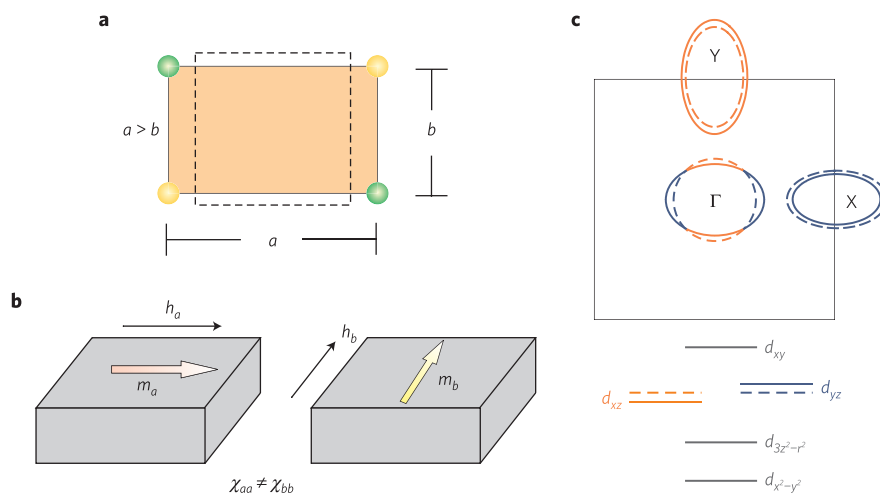 a
a > b
b
a
b
h_a
m_a
h_b
m_b
χ_aa ≠ χ_bb
c
Y
Γ
X
d_xy
d_xz
d_yz
d_3z²−r²
d_x²−y²